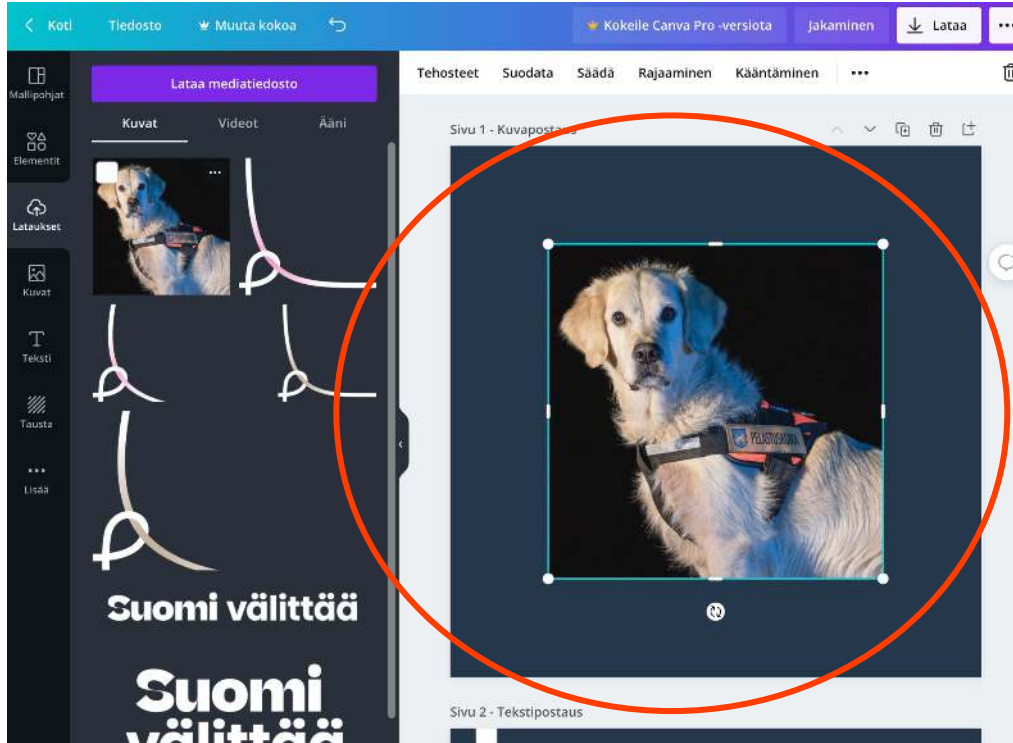 Koti Tiedosto Muuta kokoa Kokeile Canva Pro -versiota Jakaminen Lataa
Tehosteet Suodata Säädä Rajaaminen Kääntäminen
Lataa mediatiedosto
Kuvat Videot Ääni
Mallipohjat
Elementit
Lataukset
Kuvat
Teksti
Tausta
Lisää
Sivu 1 - Kuvapostaus
PELASTUSKOIRA
Suomi välittää
Suomi
välittää
Sivu 2 - Tekstipostaus